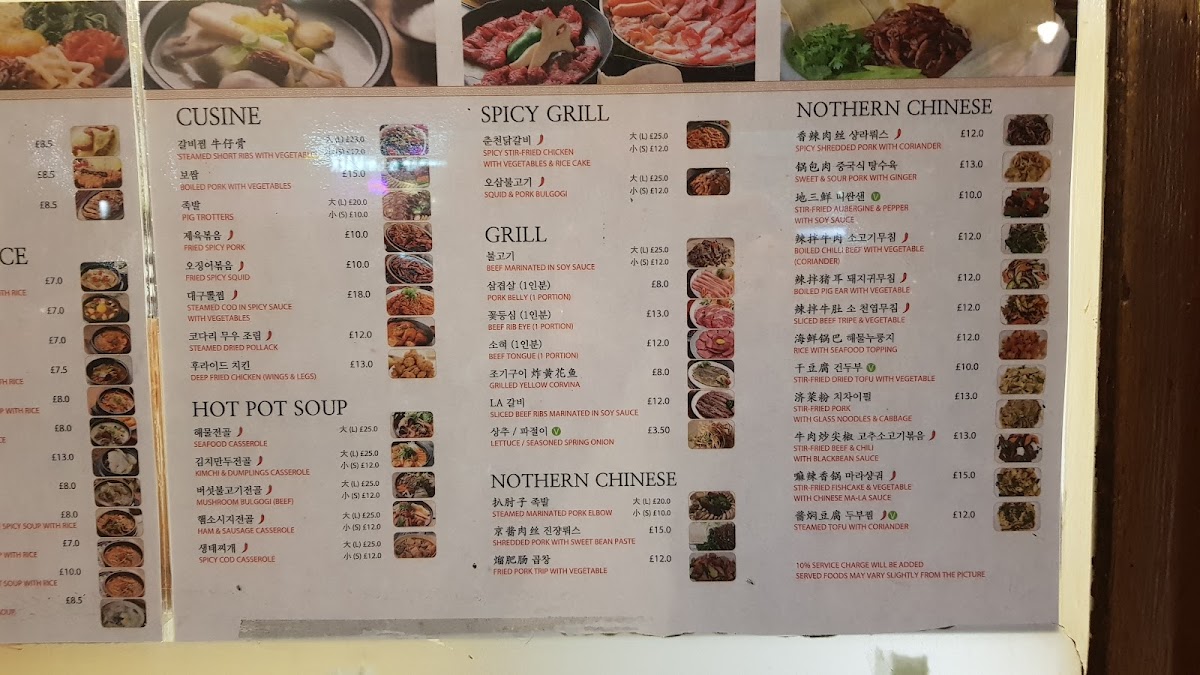 £8.5
£8.5
£8.5
CE
£7.0
TH RICE
£7.0
£7.0
£7.5
TH RICE
£8.0
P WITH RICE
£8.0
CE
£13.0
£8.0
£8.0
SPICY SOUP WITH RICE
£7.0
WITH RICE
£10.0
T SOUP WITH RICE
£8.5
SOUP
CUSINE
갈비찜 牛仔骨 大 (L) £23.0
STEAMED SHORT RIBS WITH VEGETABL 小 (S) £12.0
보쌈 £15.0
BOILED PORK WITH VEGETABLES
족발 大 (L) £20.0
PIG TROTTERS 小 (S) £10.0
제육볶음 £10.0
FRIED SPICY PORK
오징어볶음 £10.0
FRIED SPICY SQUID
대구뽈찜 £18.0
STEAMED COD IN SPICY SAUCE
WITH VEGETABLES
코다리 무우 조림 £12.0
STEAMED DRIED POLLACK
후라이드 치킨 £13.0
DEEP FRIED CHICKEN (WINGS & LEGS)
HOT POT SOUP
해물전골 大 (L) £25.0
SEAFOOD CASSEROLE
김치만두전골 大 (L) £25.0
KIMCHI & DUMPLINGS CASSEROLE 小 (S) £12.0
버섯불고기전골 大 (L) £25.0
MUSHROOM BULGOGI (BEEF) 小 (S) £12.0
햄소시지전골 大 (L) £25.0
HAM & SAUSAGE CASSEROLE 小 (S) £12.0
생태찌개 大 (L) £25.0
SPICY COD CASSEROLE 小 (S) £12.0
SPICY GRILL
춘천닭갈비 大 (L) £25.0
SPICY STIR-FRIED CHICKEN 小 (S) £12.0
WITH VEGETABLES & RICE CAKE
오삼불고기 大 (L) £25.0
SQUID & PORK BULGOGI 小 (S) £12.0
GRILL
불고기 大 (L) £25.0
BEEF MARINATED IN SOY SAUCE 小 (S) £12.0
삼겹살 (1인분) £8.0
PORK BELLY (1 PORTION)
꽃등심 (1인분) £13.0
BEEF RIB EYE (1 PORTION)
소혀 (1인분) £12.0
BEEF TONGUE (1 PORTION)
조기구이 炸黄花鱼 £8.0
GRILLED YELLOW CORVINA
LA 갈비 £12.0
SLICED BEEF RIBS MARINATED IN SOY SAUCE
상추 / 파절이 V £3.50
LETTUCE / SEASONED SPRING ONION
NOTHERN CHINESE
扒肘子 족발 大 (L) £20.0
STEAMED MARINATED PORK ELBOW 小 (S) £10.0
京酱肉丝 진장뤄스 £15.0
SHREDDED PORK WITH SWEET BEAN PASTE
熘肥肠 곱창 £12.0
FRIED PORK TRIP WITH VEGETABLE
NOTHERN CHINESE
香辣肉丝 샹라뤄스 £12.0
SPICY SHREDDED PORK WITH CORIANDER
锅包肉 중국식 탕수육 £13.0
SWEET & SOUR PORK WITH GINGER
地三鲜 띠싼샌 V £10.0
STIR-FRIED AUBERGINE & PEPPER
WITH SOY SAUCE
辣拌牛肉 소고기무침 £12.0
BOILED CHILLI BEEF WITH VEGETABLE
(CORIANDER)
辣拌猪耳 돼지귀무침 £12.0
BOILED PIG EAR WITH VEGETABLE
辣拌牛肚 소 천엽무침 £12.0
SLICED BEEF TRIPE & VEGETABLE
海鲜锅巴 해물누룽지 £12.0
RICE WITH SEAFOOD TOPPING
干豆腐 건두부 V £10.0
STIR-FRIED DRIED TOFU WITH VEGETABLE
济菜粉 지차이펄 £13.0
STIR-FRIED PORK
WITH GLASS NOODLES & CABBAGE
牛肉炒尖椒 고추소고기볶음 £13.0
STIR-FRIED BEEF & CHILI
WITH BLACKBEAN SAUCE
嘛辣香锅 마라샹궈 £15.0
STIR-FRIED FISHCAKE & VEGETABLE
WITH CHINESE MA-LA SAUCE
酱焖豆腐 두부찜 V £12.0
STEAMED TOFU WITH CORIANDER
10% SERVICE CHARGE WILL BE ADDED
SERVED FOODS MAY VARY SLIGHTLY FROM THE PICTURE